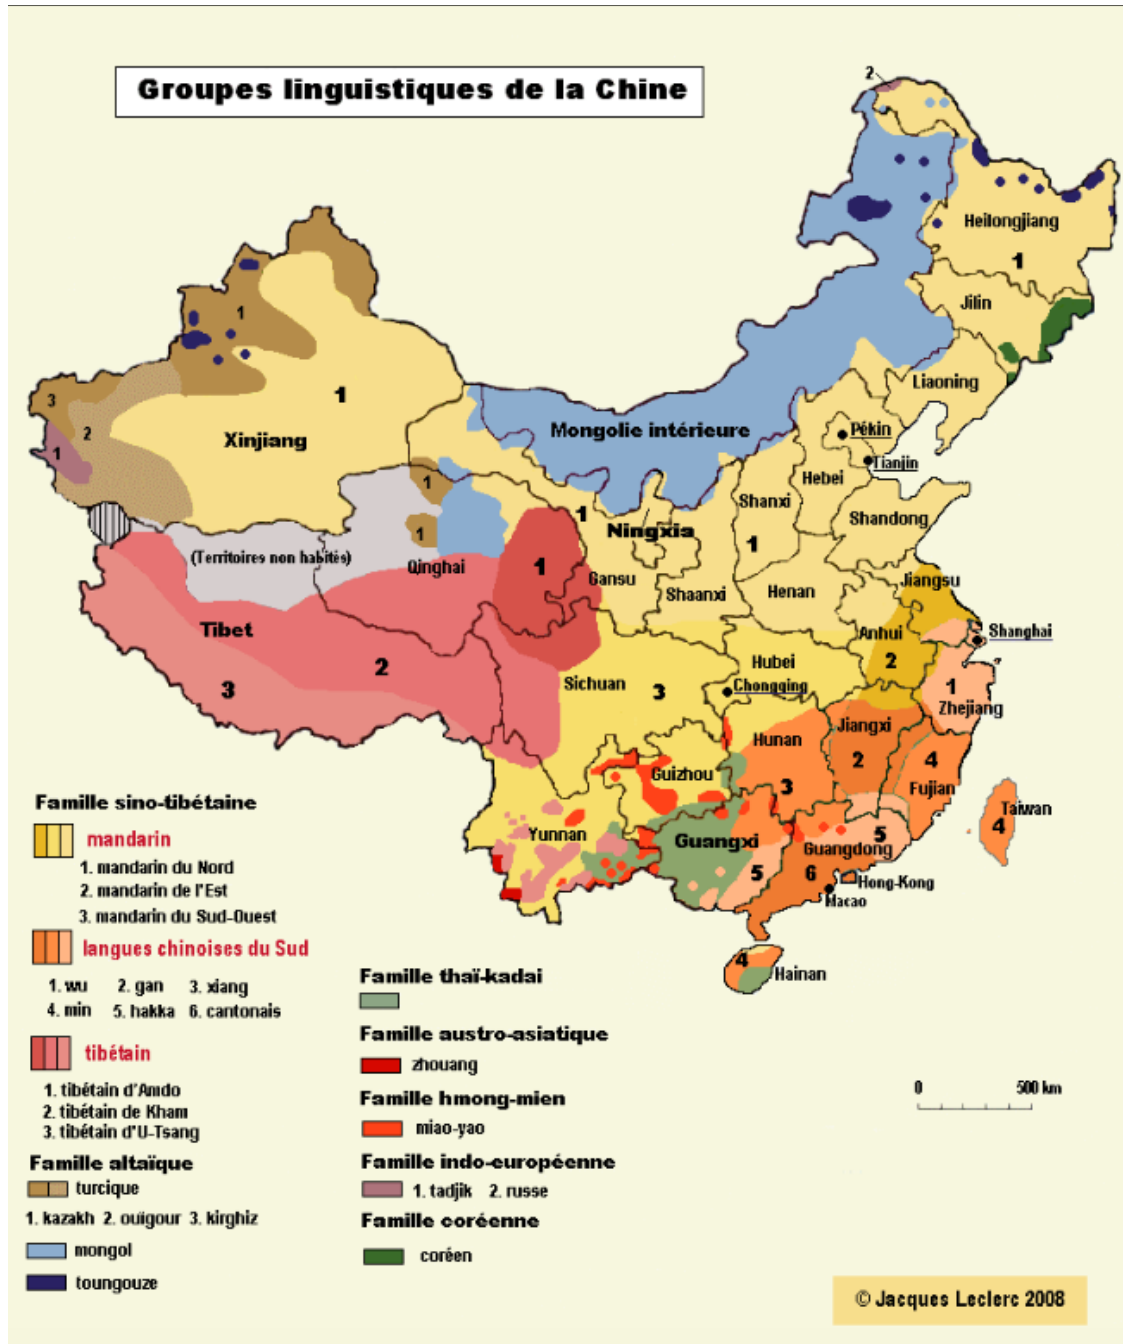 Groupes linguistiques de la Chine
2
Heilongjiang
1
Jilin
Liaoning
1
3
2
1
1
Xinjiang
Mongolie intérieure
Pékin
Tianjin
Hebei
Shanxi
1
1
Ningxia
1
Shandong
(Territoires non habités)
Qinghai
1
Gansu
Shaanxi
Henan
Jiangsu
Tibet
2
3
Anhui
2
Shanghai
Hubei
Sichuan
3
Chongqing
1
Zhejiang
Hunan
Jiangxi
2
4
Fujian
Guizhou
3
Taiwan
4
Yunnan
Guangxi
5
Guangdong
5
6
Hong-Kong
Macao
4
Hainan
Famille sino-tibétaine
mandarin
1. mandarin du Nord
2. mandarin de l'Est
3. mandarin du Sud-Ouest
langues chinoises du Sud
1. wu 2. gan 3. xiang
4. min 5. hakka 6. cantonais
tibétain
1. tibétain d'Amdo
2. tibétain de Kham
3. tibétain d'U-Tsang
Famille altaïque
turcique
1. kazakh 2. ouïgour 3. kirghiz
mongol
toungouze
Famille thaï-kadai
Famille austro-asiatique
zhouang
Famille hmong-mien
miao-yao
Famille indo-européenne
1. tadjik 2. russe
Famille coréenne
coréen
0 500 km
© Jacques Leclerc 2008